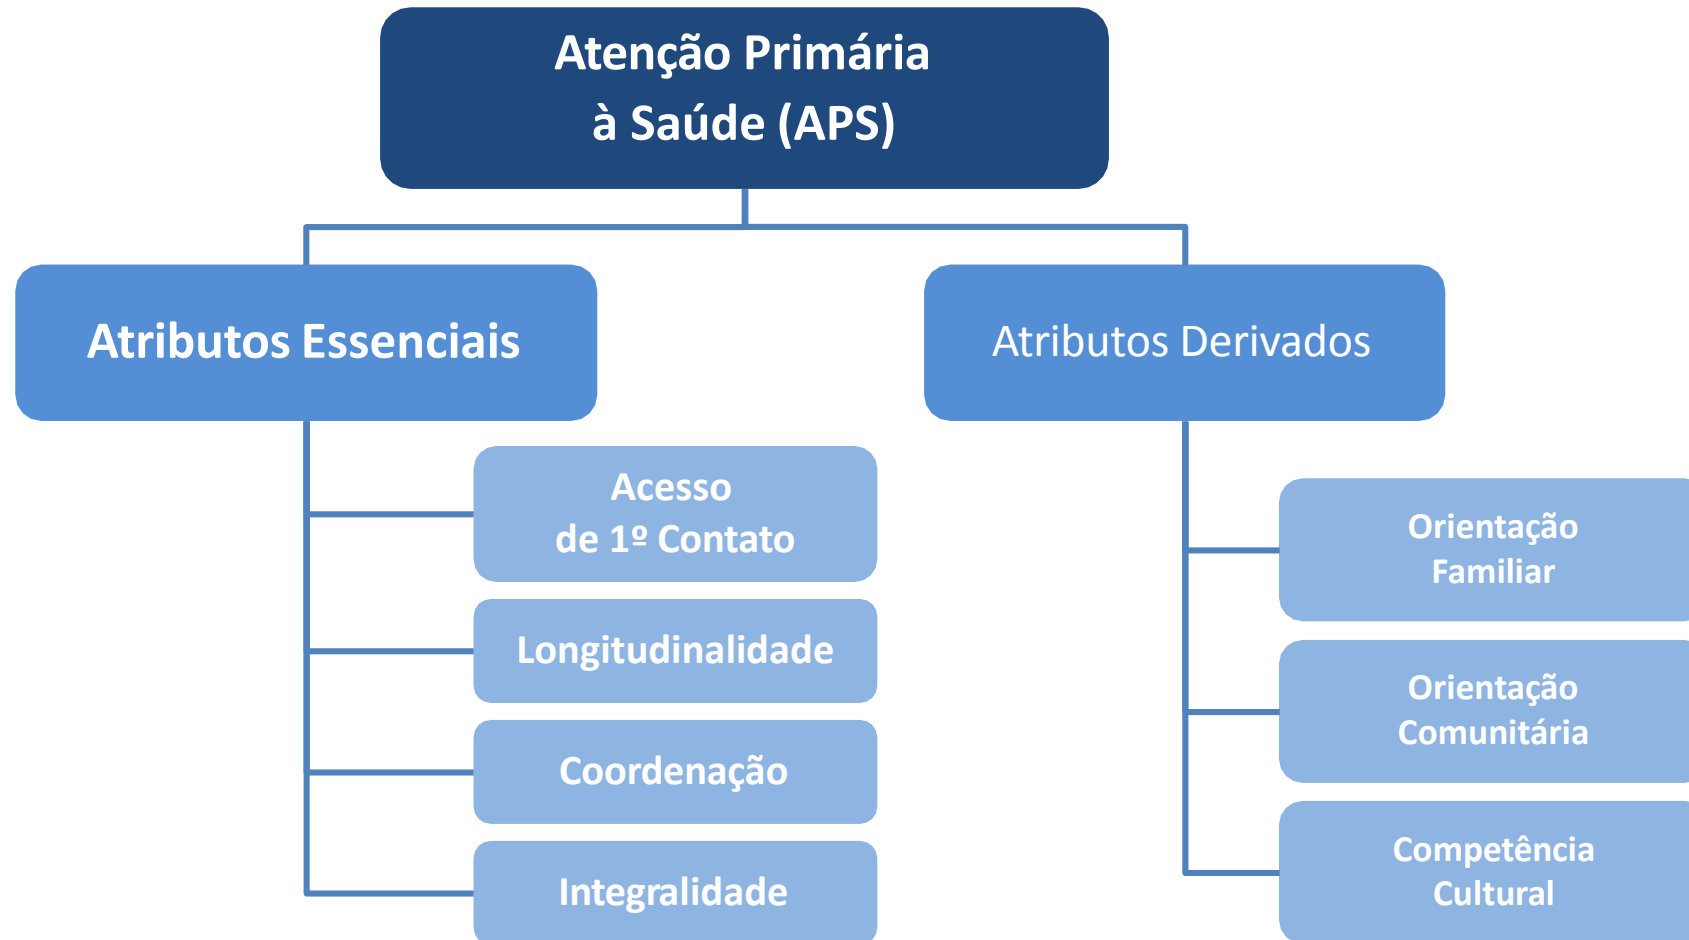 Atenção Primária
à Saúde (APS)
Atributos Essenciais
Atributos Derivados
Acesso
de 1º Contato
Longitudinalidade
Coordenação
Integralidade
Orientação
Familiar
Orientação
Comunitária
Competência
Cultural